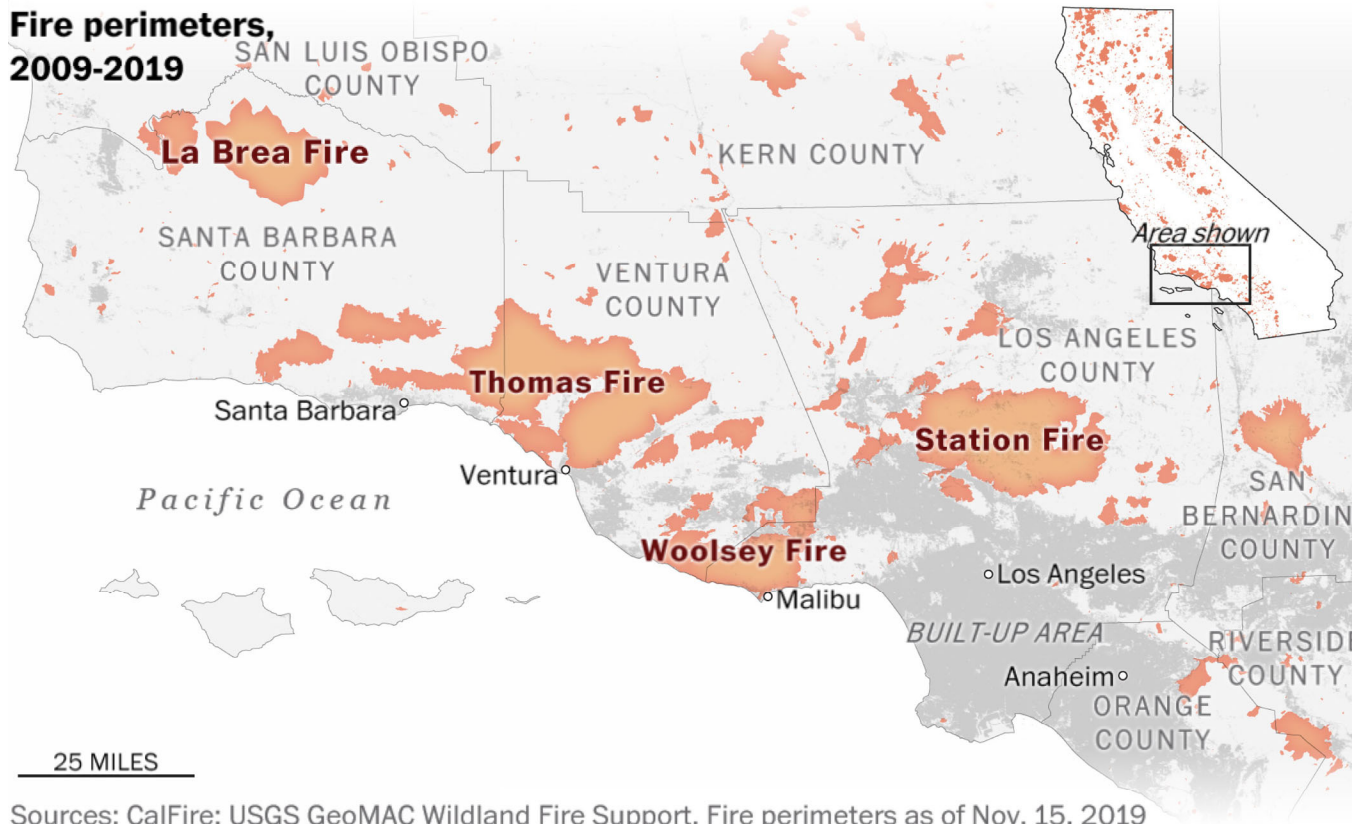 Fire perimeters,
2009-2019
SAN LUIS OBISPO
COUNTY
La Brea Fire
KERN COUNTY
SANTA BARBARA
COUNTY
VENTURA
COUNTY
Area shown
LOS ANGELES
COUNTY
Thomas Fire
Santa Barbara
Station Fire
Ventura
Pacific Ocean
SAN
BERNARDIN
COUNTY
Woolsey Fire
Los Angeles
Malibu
BUILT-UP AREA
RIVERSIDE
COUNTY
Anaheim
ORANGE
COUNTY
25 MILES
Sources: CalFire; USGS GeoMAC Wildland Fire Support. Fire perimeters as of Nov. 15, 2019